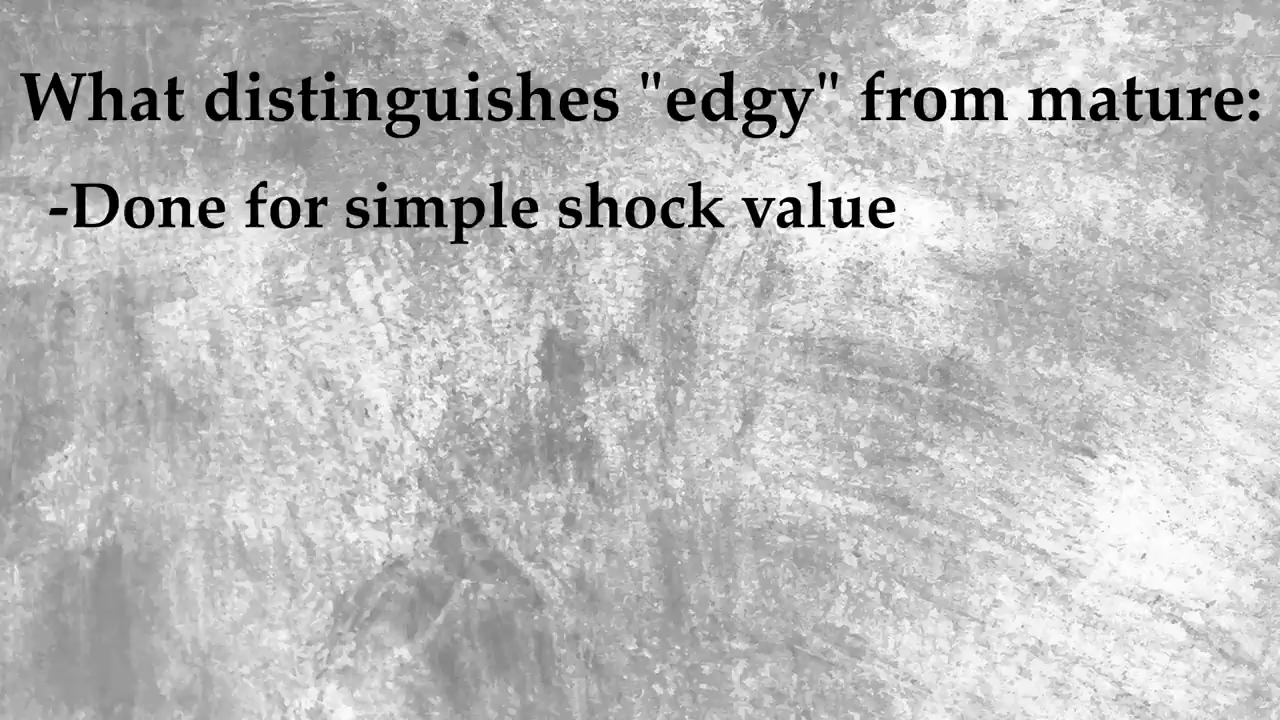 What distinguishes "edgy" from mature:
-Done for simple shock value